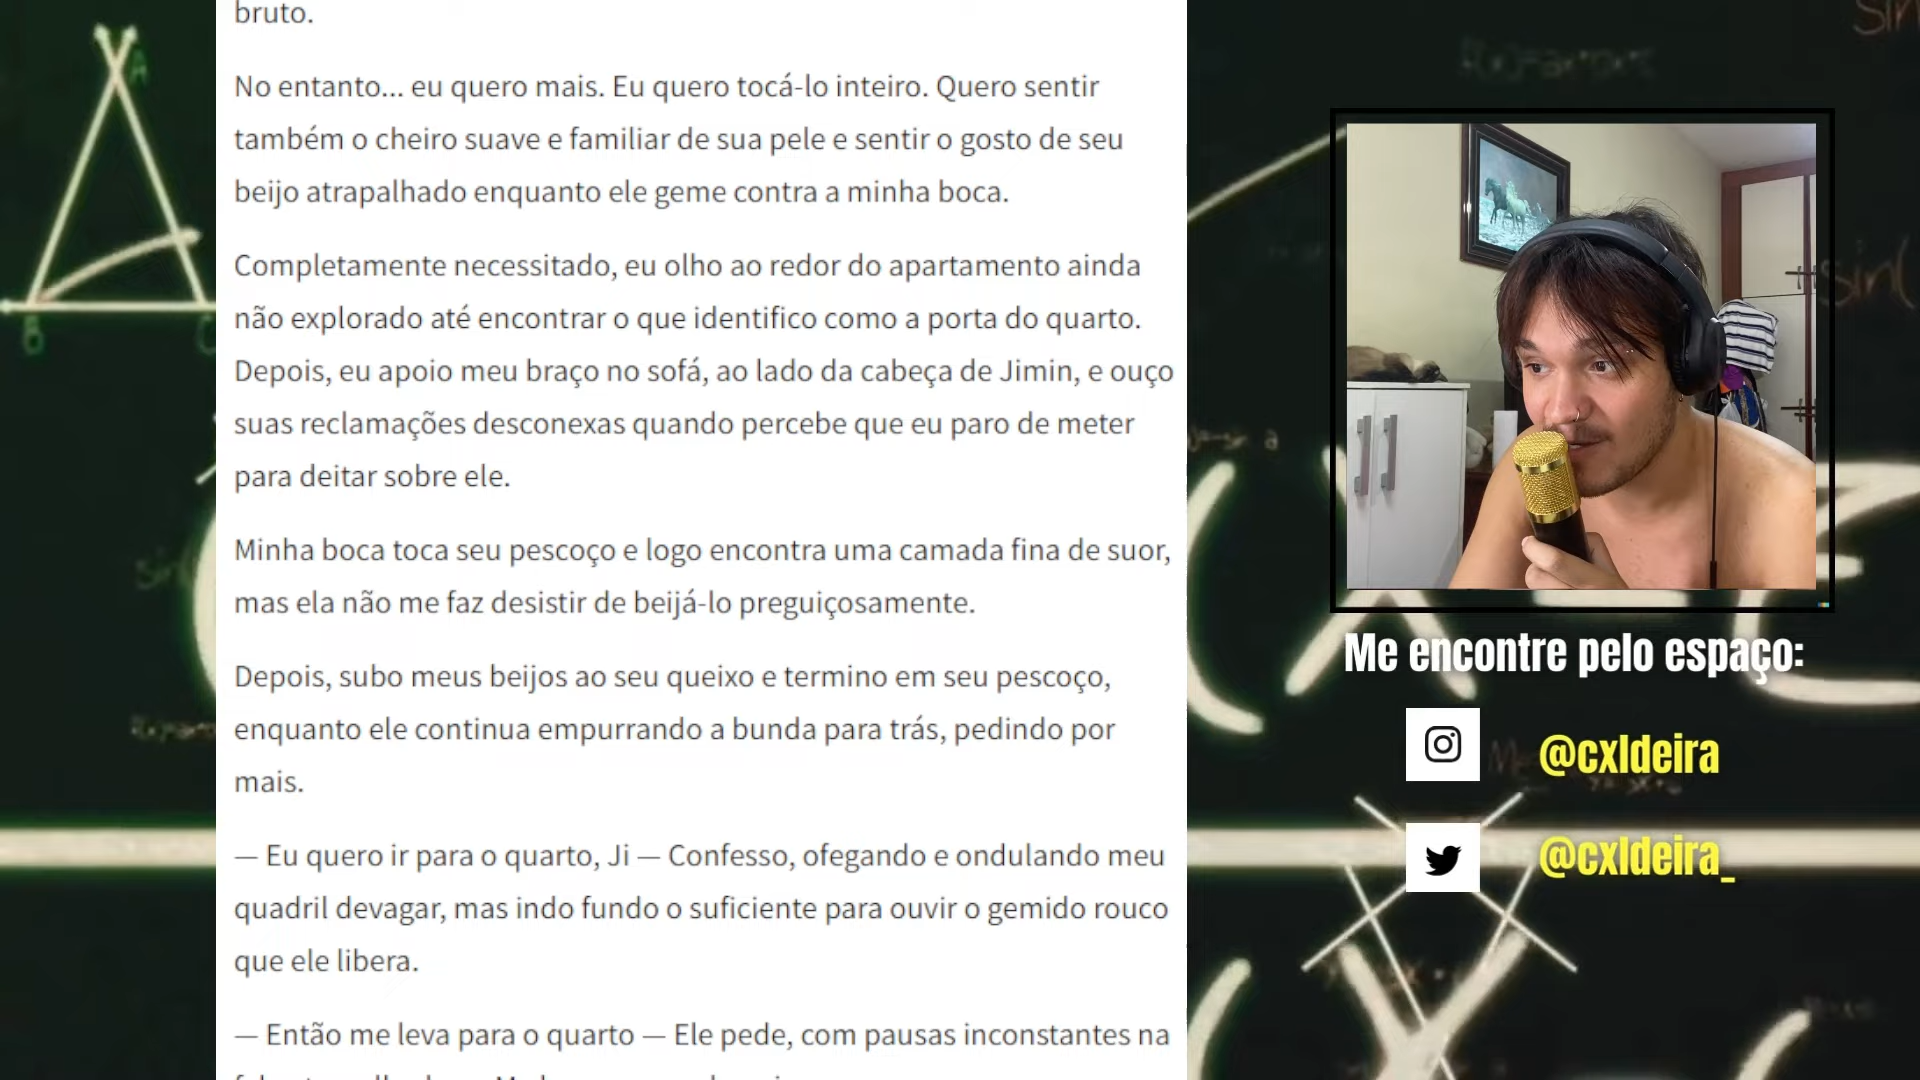 bruto.
No entanto... eu quero mais. Eu quero tocá-lo inteiro. Quero sentir
também o cheiro suave e familiar de sua pele e sentir o gosto de seu
beijo atrapalhado enquanto ele geme contra a minha boca.
Completamente necessitado, eu olho ao redor do apartamento ainda
não explorado até encontrar o que identifico como a porta do quarto.
Depois, eu apoio meu braço no sofá, ao lado da cabeça de Jimin, e ouço
suas reclamações desconexas quando percebe que eu paro de meter
para deitar sobre ele.
Minha boca toca seu pescoço e logo encontra uma camada fina de suor,
mas ela não me faz desistir de beijá-lo preguiçosamente.
Depois, subo meus beijos ao seu queixo e termino em seu pescoço,
enquanto ele continua empurrando a bunda para trás, pedindo por
mais.
— Eu quero ir para o quarto, Ji — Confesso, ofegando e ondulando meu
quadril devagar, mas indo fundo o suficiente para ouvir o gemido rouco
que ele libera.
— Então me leva para o quarto — Ele pede, com pausas inconstantes na
Me encontre pelo espaço:
@cxldeira
@cxldeira_
A
B
C
sin(